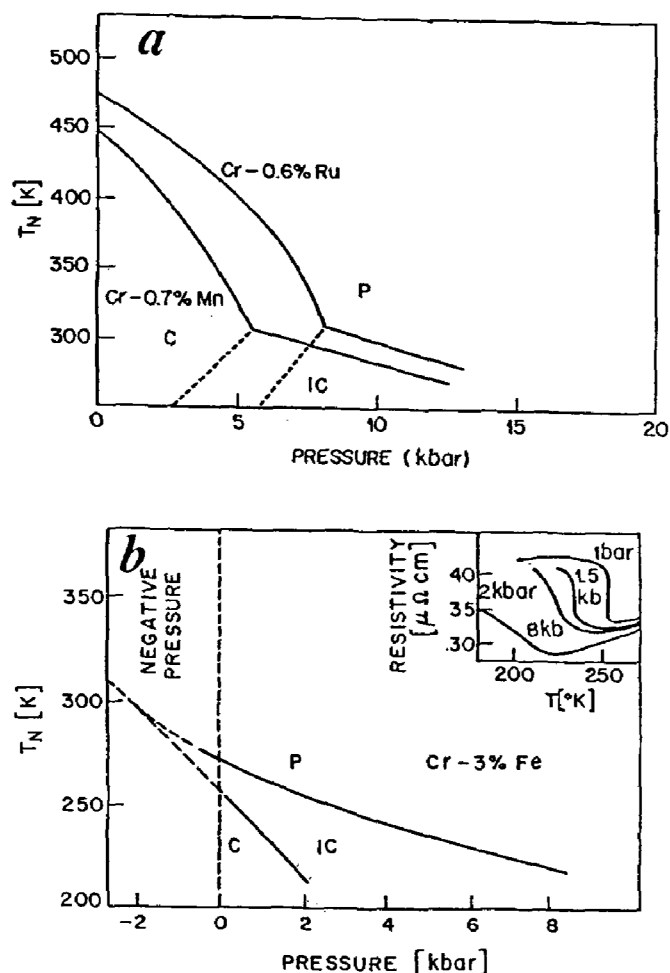 a
500
450
400
350
300
T_N [K]
Cr-0.6% Ru
Cr-0.7% Mn
P
C
IC
0
5
10
15
20
PRESSURE (kbar)
b
350
300
250
200
T_N [K]
NEGATIVE
PRESSURE
P
Cr-3% Fe
C
IC
-2
0
2
4
6
8
PRESSURE [kbar]
RESISTIVITY
[μΩcm]
.40
.35
.30
1bar
1.5
kb
2kbar
8kb
200
250
T[°K]